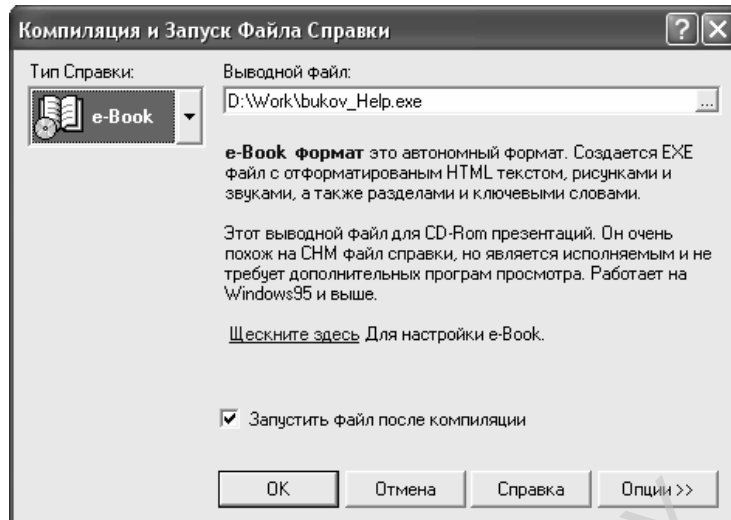 Компиляция и Запуск Файла Справки
Тип Справки:
e-Book
Выводной файл:
D:\Work\bukov_Help.exe
...
e-Book формат это автономный формат. Создается EXE
файл с отформатированым HTML текстом, рисунками и
звуками, а также разделами и ключевыми словами.
Этот выводной файл для CD-Rom презентаций. Он очень
похож на CHM файл справки, но является исполняемым и не
требует дополнительных програм просмотра. Работает на
Windows95 и выше.
Щескните здесь Для настройки e-Book.
Запустить файл после компиляции
OK Отмена Справка Опции >>